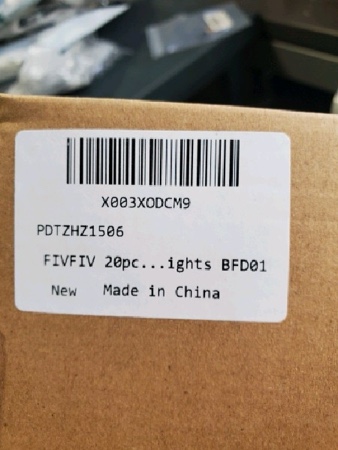 X003XODCM9
PDTZHZ1506
FIVFIV 20pc...ights BFD01
New Made in China